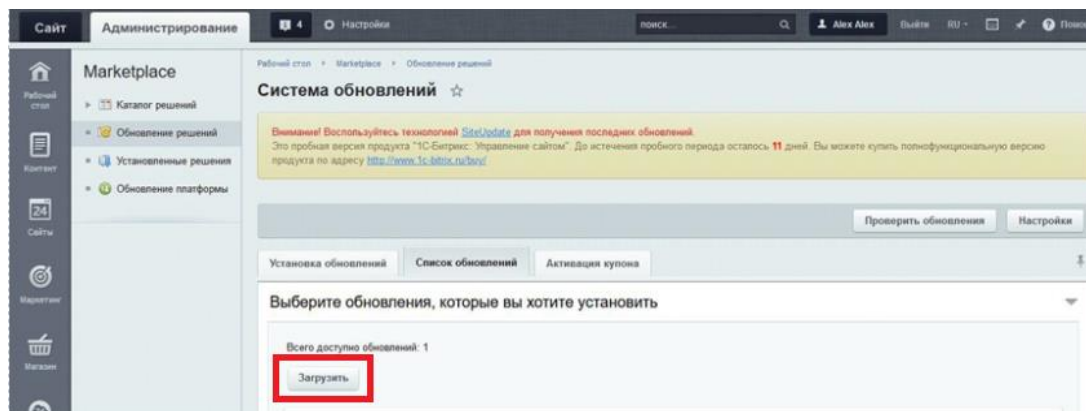 Сайт
Администрирование
4
Настройки
поиск...
Alex Alex
Выйти
RU
Рабочий стол
Контент
24
Сайты
Маркетинг
Магазин
Marketplace
Каталог решений
Обновление решений
Установленные решения
Обновление платформы
Рабочий стол Marketplace Обновление решений
Система обновлений
Внимание! Воспользуйтесь технологией SiteUpdate для получения последних обновлений.
Это пробная версия продукта "1С-Битрикс: Управление сайтом". До истечения пробного периода осталось 11 дней. Вы можете купить полнофункциональную версию
продукта по адресу http://www.1c-bitrix.ru/buy/
Проверить обновления
Настройки
Установка обновлений
Список обновлений
Активация купона
Выберите обновления, которые вы хотите установить
Всего доступно обновлений: 1
Загрузить